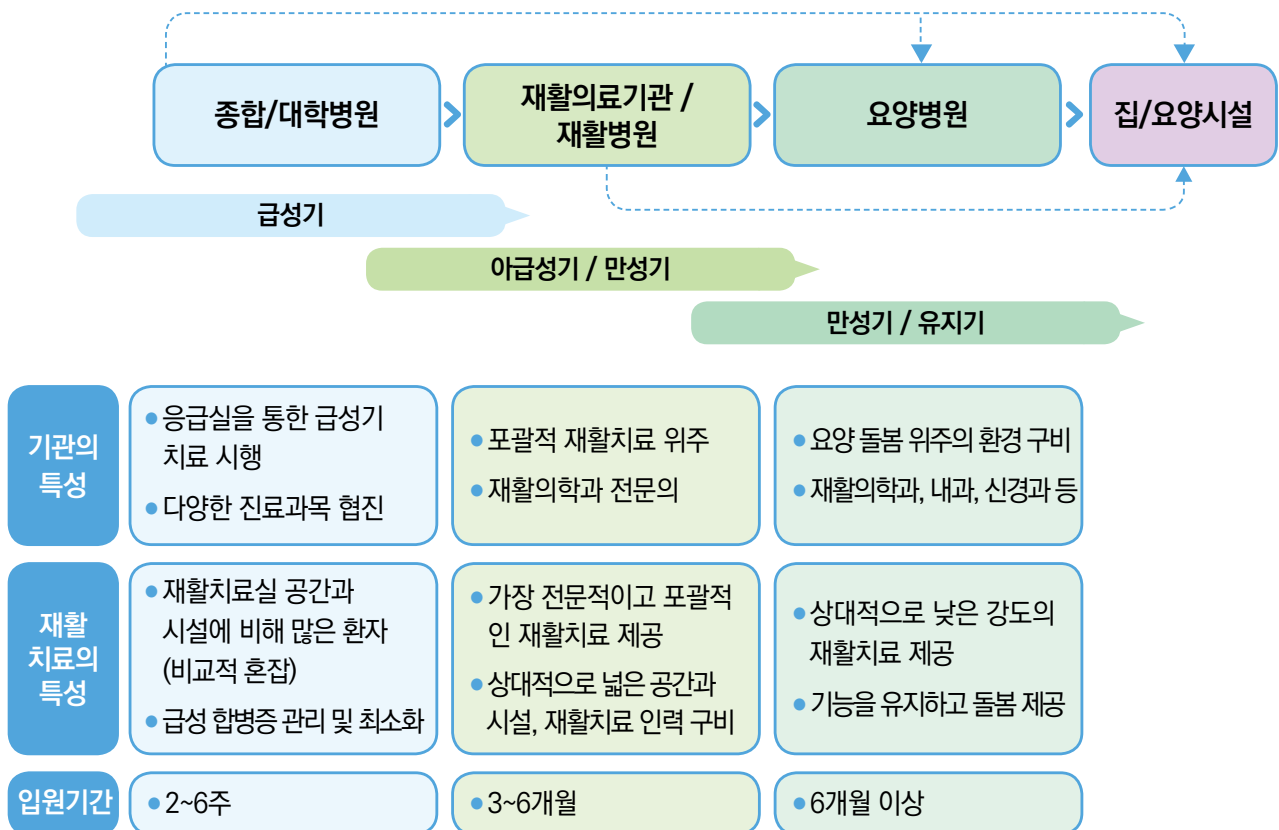 종합/대학병원
재활의료기관 /
재활병원
요양병원
집/요양시설
급성기
아급성기 / 만성기
만성기 / 유지기
기관의
특성
• 응급실을 통한 급성기
치료 시행
• 다양한 진료과목 협진
• 포괄적 재활치료 위주
• 재활의학과 전문의
• 요양 돌봄 위주의 환경 구비
• 재활의학과, 내과, 신경과 등
재활
치료의
특성
• 재활치료실 공간과
시설에 비해 많은 환자
(비교적 혼잡)
• 급성 합병증 관리 및 최소화
• 가장 전문적이고 포괄적
인 재활치료 제공
• 상대적으로 넓은 공간과
시설, 재활치료 인력 구비
• 상대적으로 낮은 강도의
재활치료 제공
• 기능을 유지하고 돌봄 제공
입원기간
• 2~6주
• 3~6개월
• 6개월 이상